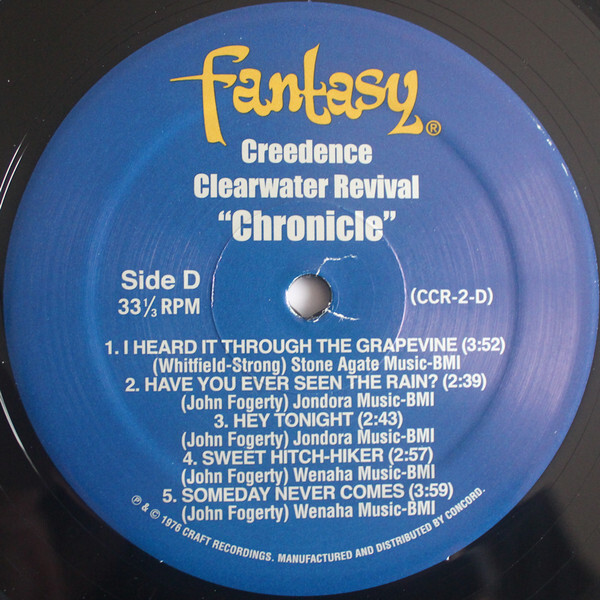 fantasy®
Creedence
Clearwater Revival
"Chronicle"
Side D
33 1/3 RPM
(CCR-2-D)
1. I HEARD IT THROUGH THE GRAPEVINE (3:52)
(Whitfield-Strong) Stone Agate Music-BMI
2. HAVE YOU EVER SEEN THE RAIN? (2:39)
(John Fogerty) Jondora Music-BMI
3. HEY TONIGHT (2:43)
(John Fogerty) Jondora Music-BMI
4. SWEET HITCH-HIKER (2:57)
(John Fogerty) Wenaha Music-BMI
5. SOMEDAY NEVER COMES (3:59)
(John Fogerty) Wenaha Music-BMI
℗ & © 1976 CRAFT RECORDINGS. MANUFACTURED AND DISTRIBUTED BY CONCORD.